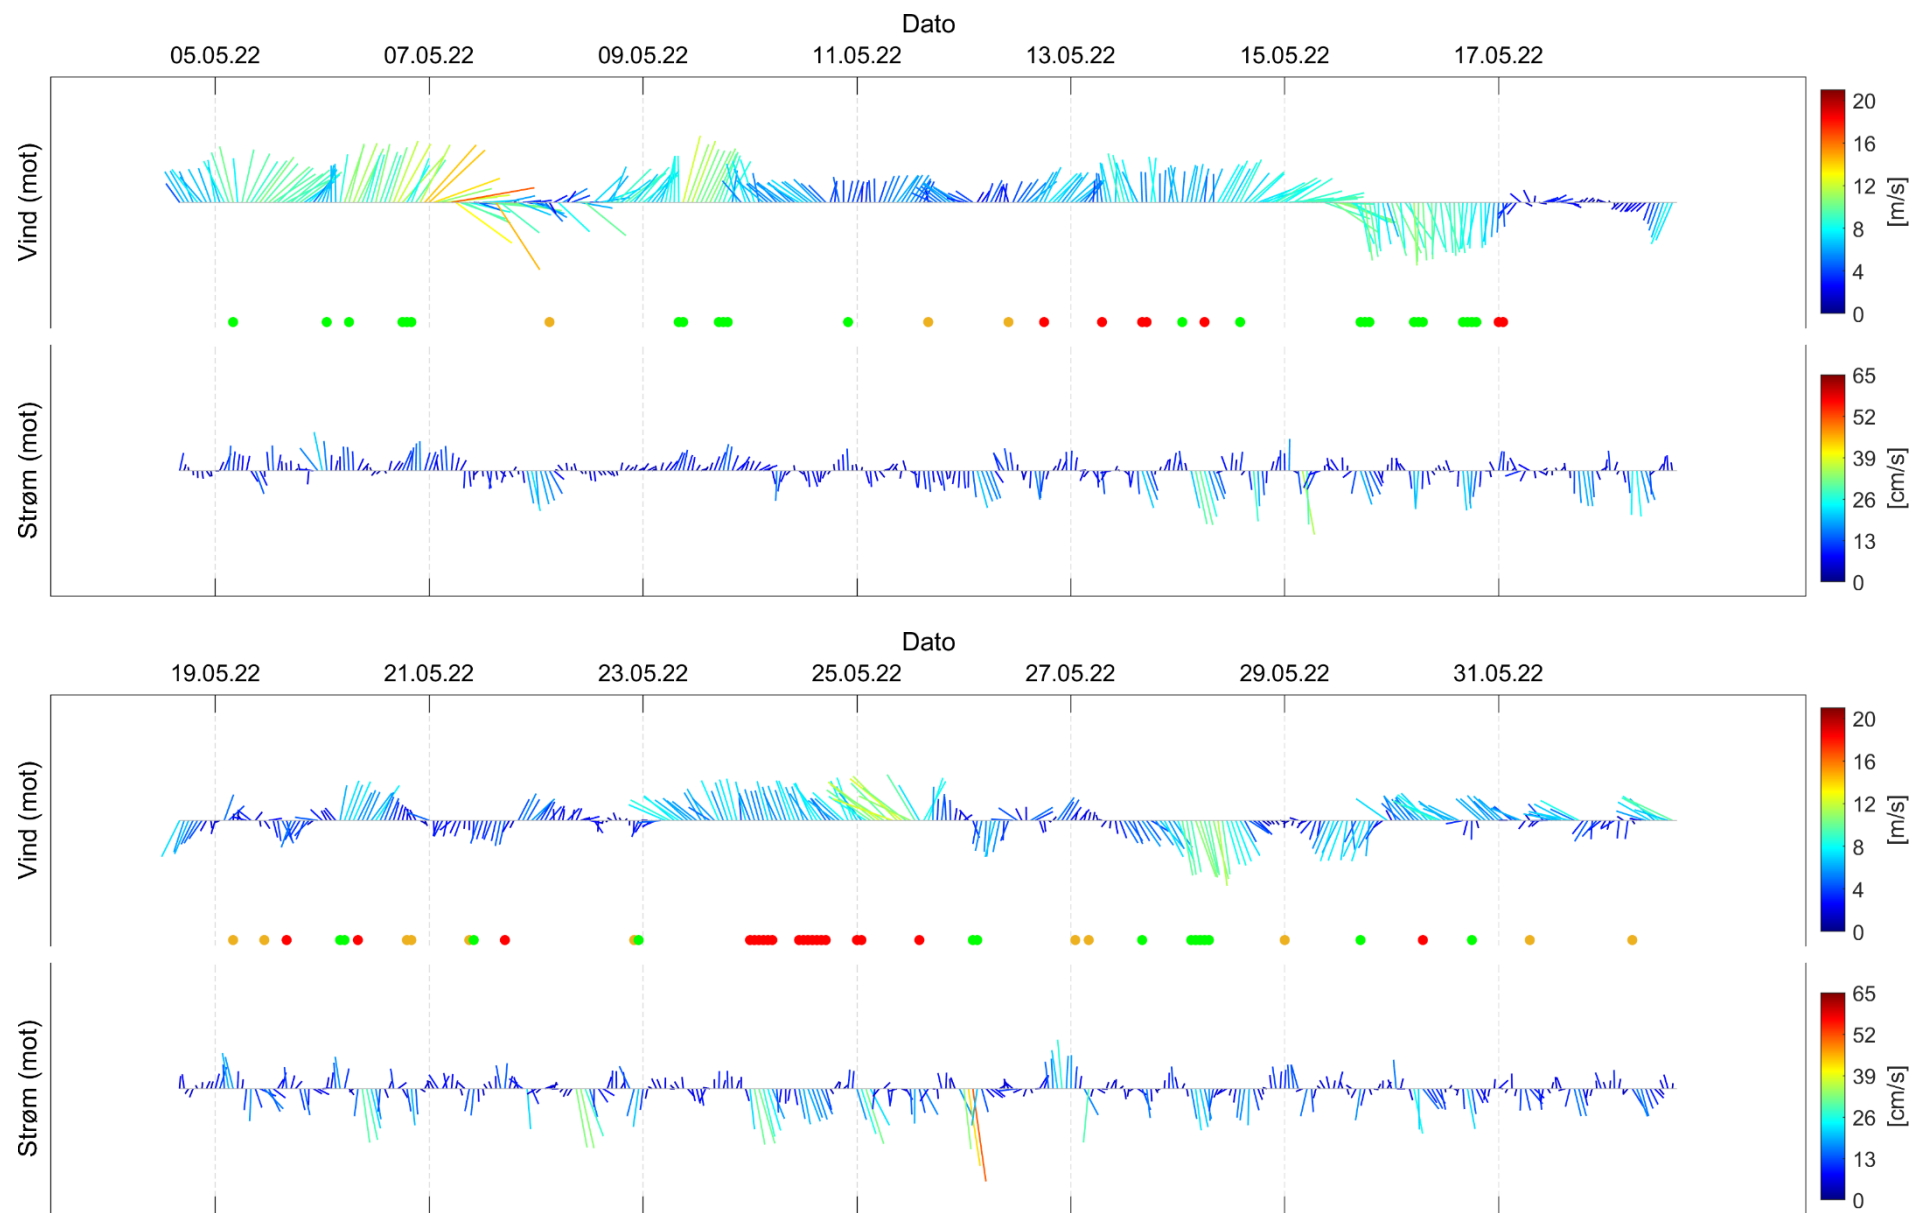 Dato
05.05.22 07.05.22 09.05.22 11.05.22 13.05.22 15.05.22 17.05.22
Vind (mot)
20
16
12
8
4
0
[m/s]
Strøm (mot)
65
52
39
26
13
0
[cm/s]
Dato
19.05.22 21.05.22 23.05.22 25.05.22 27.05.22 29.05.22 31.05.22
Vind (mot)
20
16
12
8
4
0
[m/s]
Strøm (mot)
65
52
39
26
13
0
[cm/s]